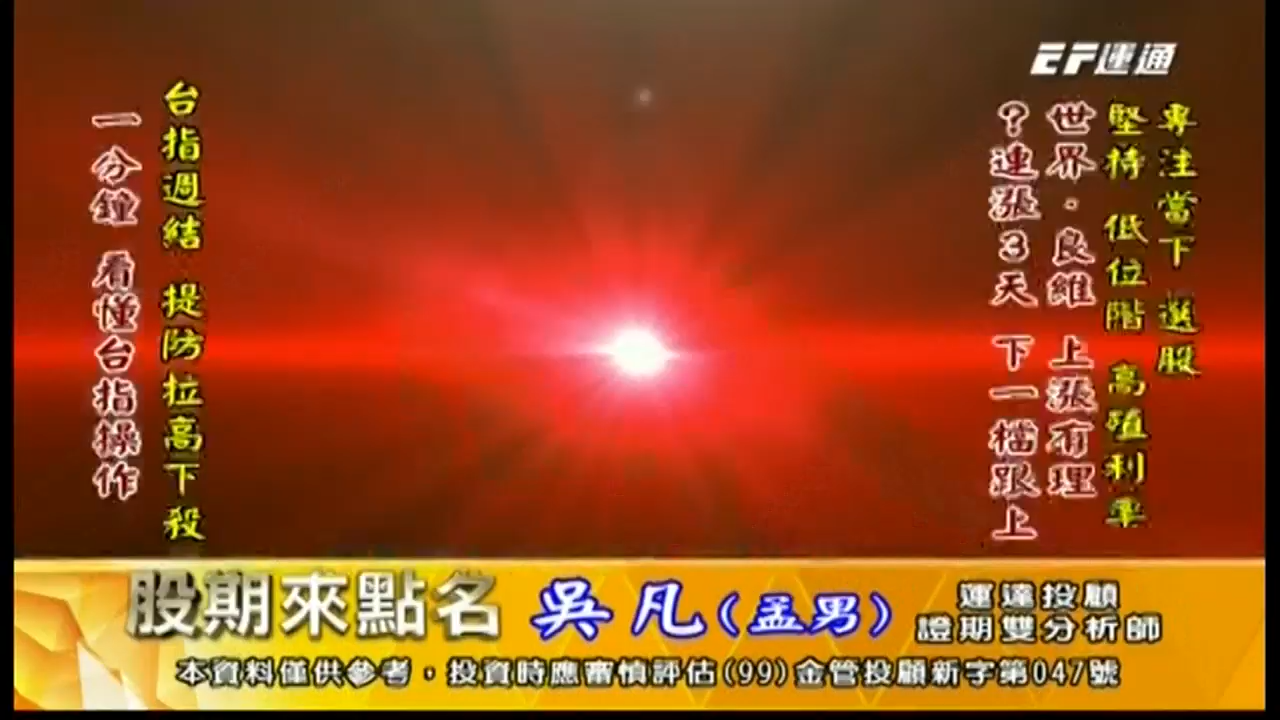 EF運通
專注當下 選股
堅持 低位階 高殖利率
世界·良維 上漲有理
?連漲3天 下一檔跟上
台指週結 提防拉高下殺
一分鐘 看懂台指操作
股期來點名
吳凡(孟男)
運達投顧
證期雙分析師
本資料僅供參考，投資時應審慎評估(99)金管投顧新字第047號